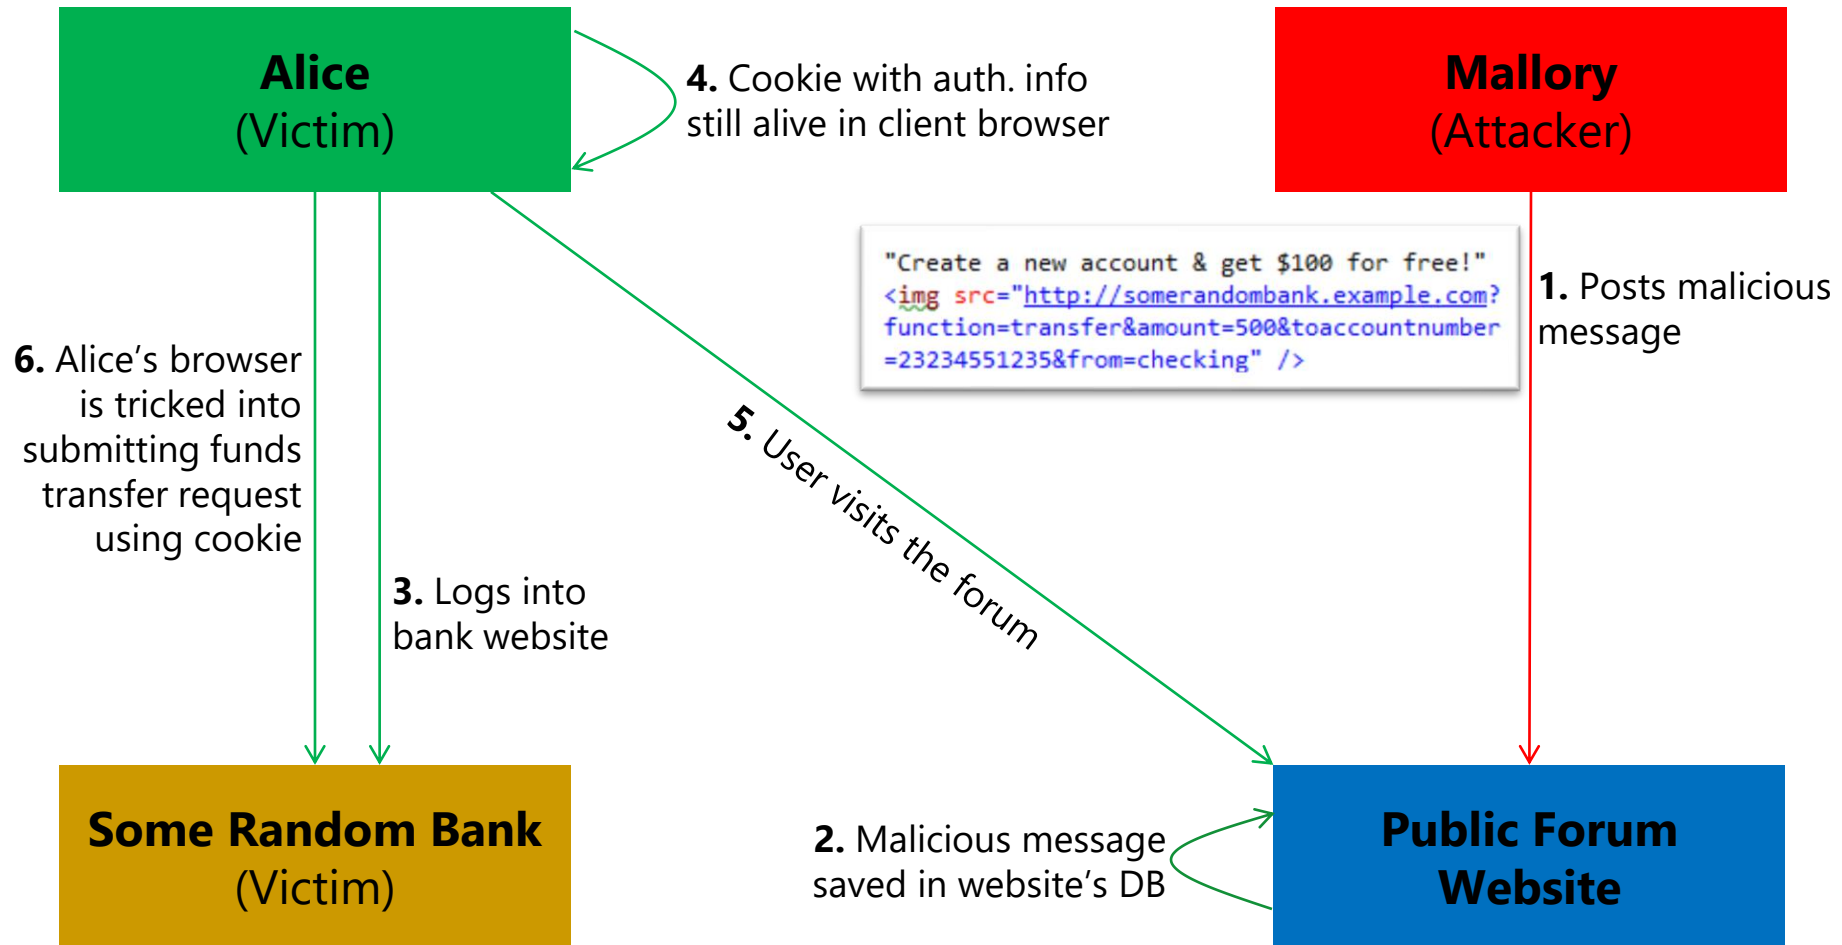 Alice
(Victim)
4. Cookie with auth. info
still alive in client browser
Mallory
(Attacker)
"Create a new account & get $100 for free!"
<img src="http://somerandombank.example.com?
function=transfer&amount=500&toaccountnumber
=23234551235&from=checking" />
1. Posts malicious
message
6. Alice’s browser
is tricked into
submitting funds
transfer request
using cookie
5. User visits the forum
3. Logs into
bank website
Some Random Bank
(Victim)
2. Malicious message
saved in website’s DB
Public Forum
Website